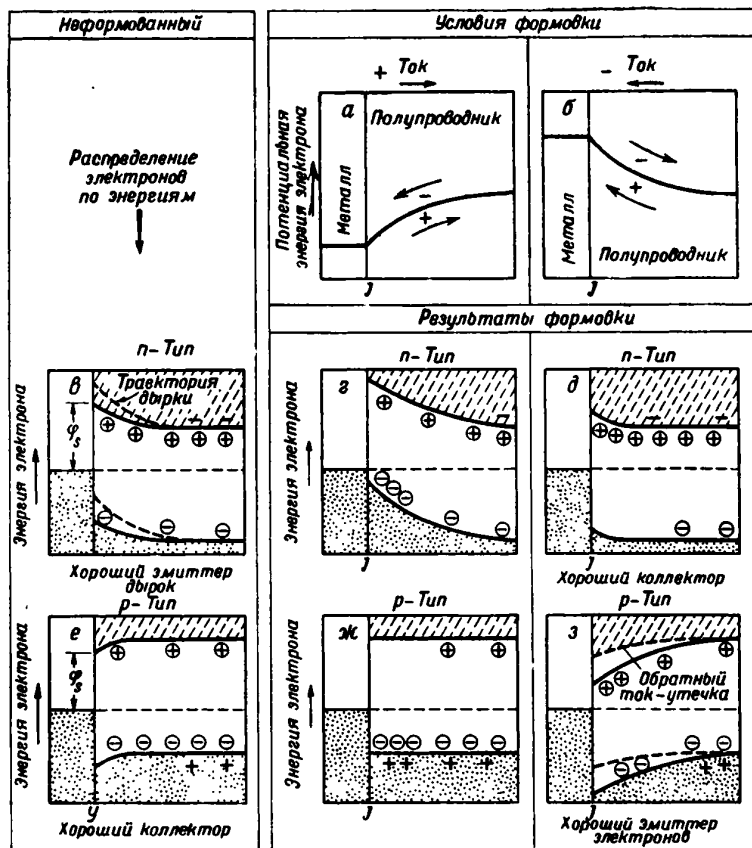 Неформованный
Распределение
электронов
по энергиям
Условия формовки
+ Ток
а
Полупроводник
Металл
Потенциальная
энергия электрона
−
+
J
− Ток
б
Металл
−
+
Полупроводник
J
n-Тип
в
Траектория
дырки
φs
Энергия электрона
Хороший эмиттер
дырок
Результаты формовки
n-Тип
г
Энергия электрона
J
n-Тип
д
J
Хороший коллектор
p-Тип
е
φs
Энергия электрона
y
Хороший коллектор
p-Тип
ж
Энергия электрона
J
p-Тип
з
Обратный
ток-утечка
J
Хороший эмиттер
электронов